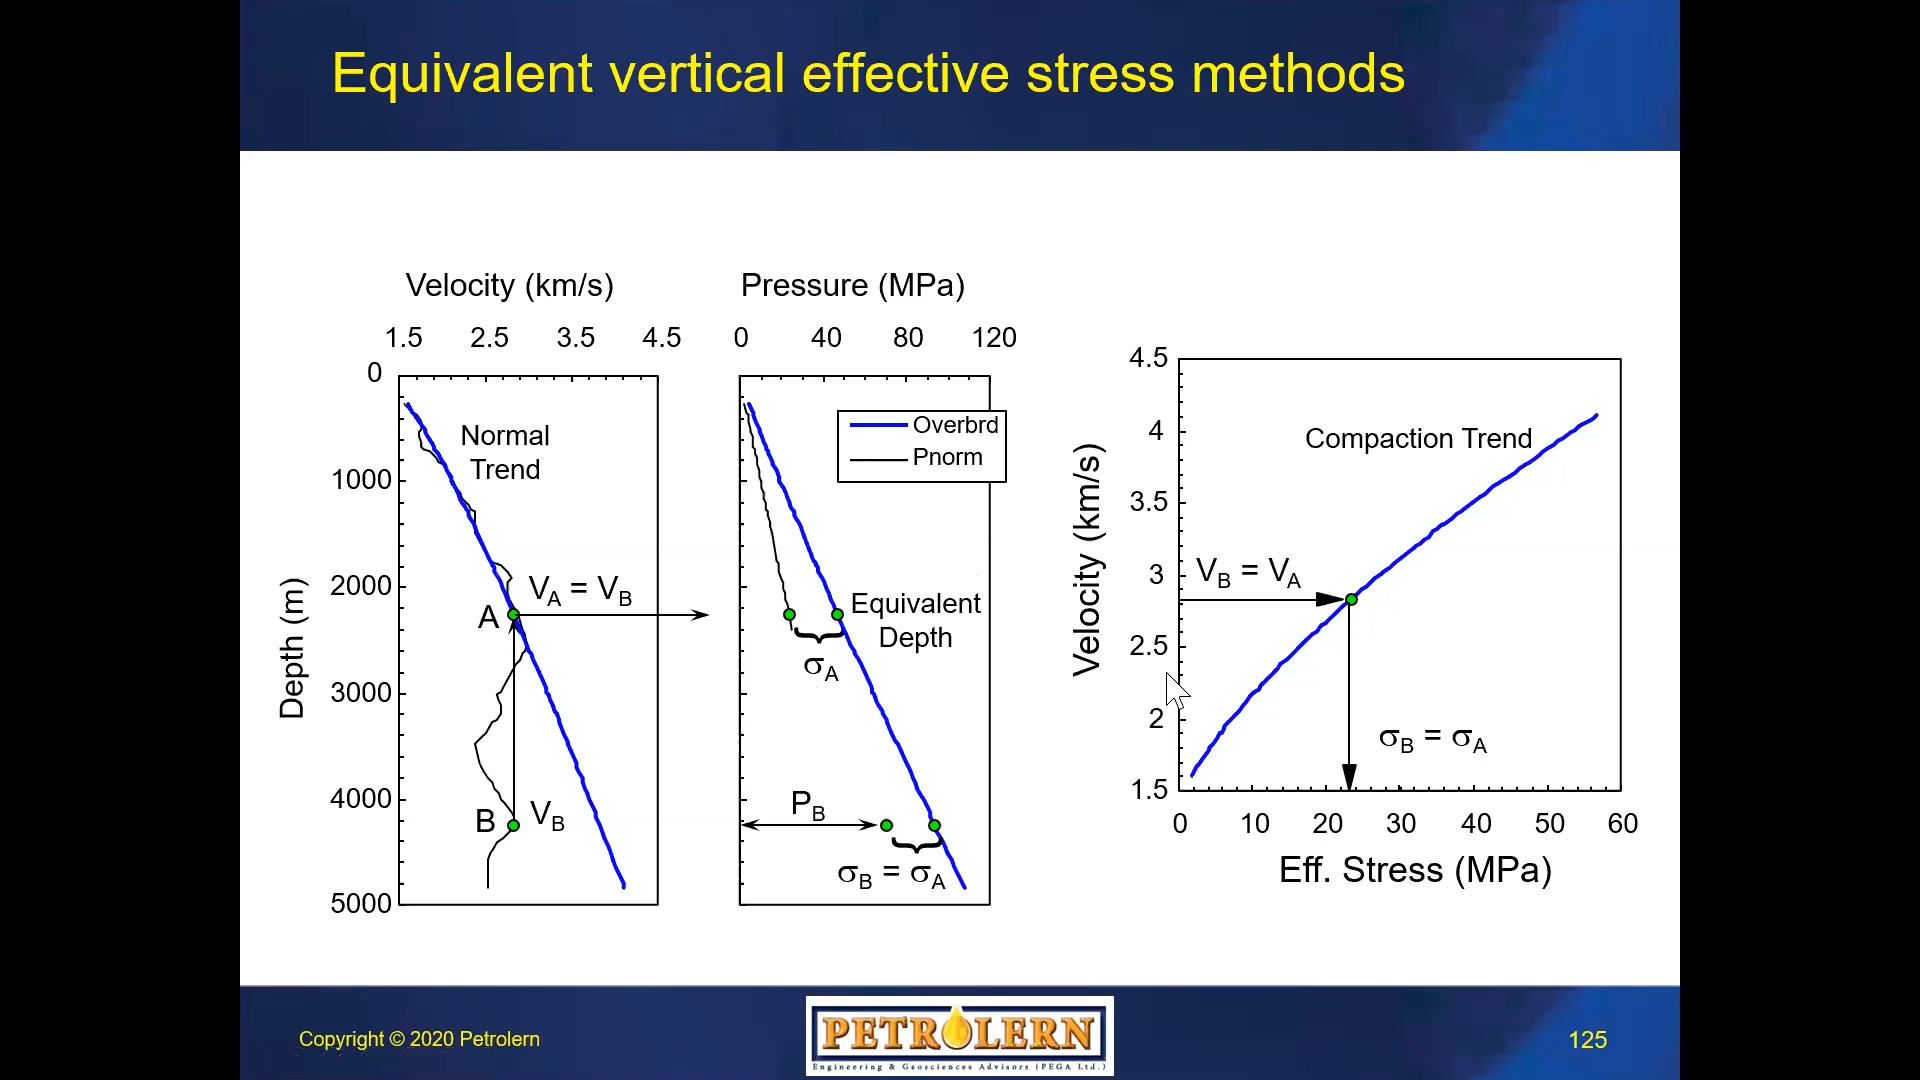 Equivalent vertical effective stress methods
Velocity (km/s)
1.5 2.5 3.5 4.5
0
1000
2000
3000
4000
5000
Depth (m)
Normal
Trend
A
V_A = V_B
B
V_B
Pressure (MPa)
0 40 80 120
Overbrd
Pnorm
Equivalent
Depth
σ_A
P_B
σ_B = σ_A
4.5
4
3.5
3
2.5
2
1.5
Velocity (km/s)
Compaction Trend
V_B = V_A
σ_B = σ_A
0 10 20 30 40 50 60
Eff. Stress (MPa)
Copyright © 2020 Petrolern
PETROLERN
Engineering & Geosciences Advisors (PEGA Ltd.)
125